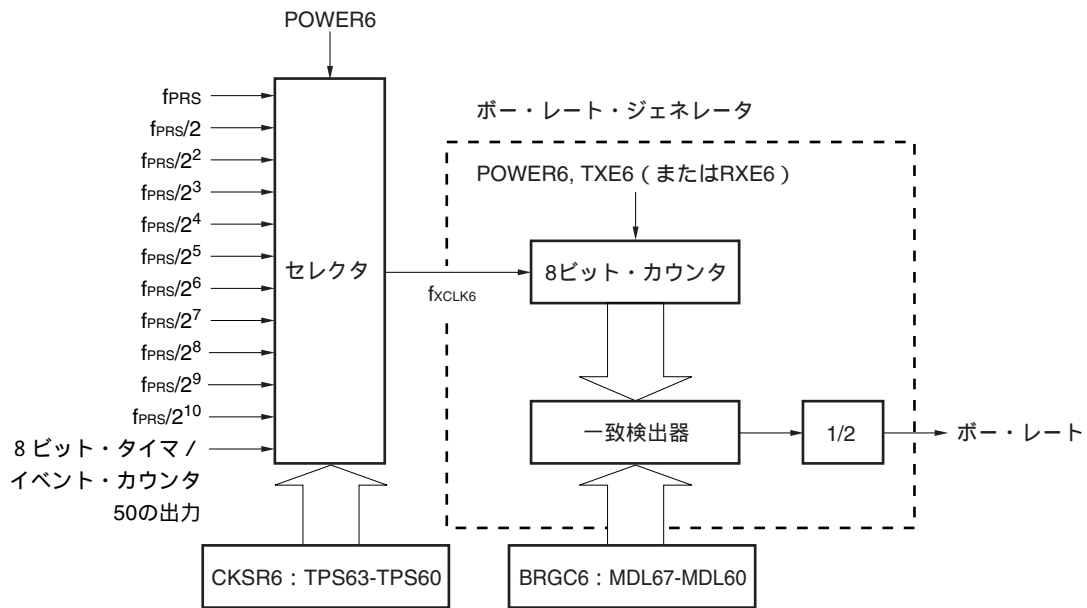 POWER6
fPRS
fPRS/2
fPRS/2²
fPRS/2³
fPRS/2⁴
fPRS/2⁵
fPRS/2⁶
fPRS/2⁷
fPRS/2⁸
fPRS/2⁹
fPRS/2¹⁰
8 ビット・タイマ /
イベント・カウンタ
50の出力
セレクタ
fXCLK6
ボー・レート・ジェネレータ
POWER6, TXE6 ( またはRXE6 )
8ビット・カウンタ
一致検出器
1/2
ボー・レート
CKSR6 : TPS63-TPS60
BRGC6 : MDL67-MDL60